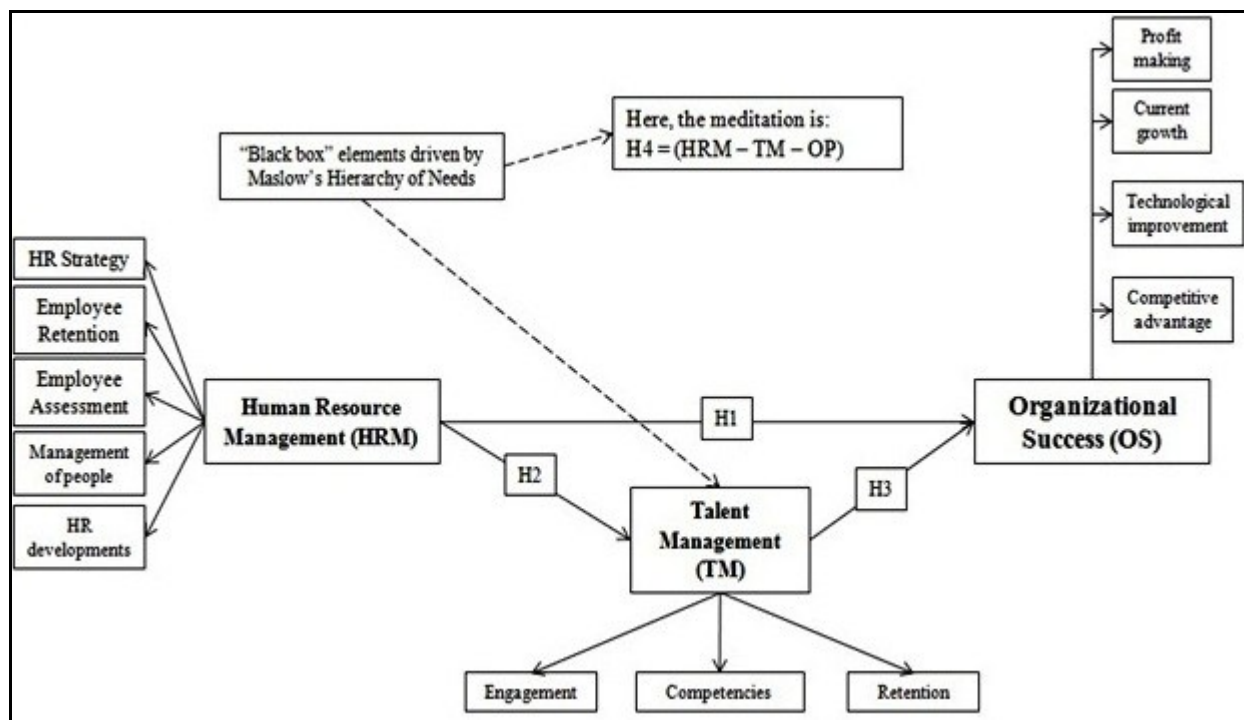 Profit
making
Current
growth
Technological
improvement
Competitive
advantage
Here, the meditation is:
H4 = (HRM – TM – OP)
“Black box” elements driven by
Maslow’s Hierarchy of Needs
HR Strategy
Employee
Retention
Employee
Assessment
Management
of people
HR
developments
Human Resource
Management (HRM)
H1
H2
H3
Organizational
Success (OS)
Talent
Management
(TM)
Engagement
Competencies
Retention